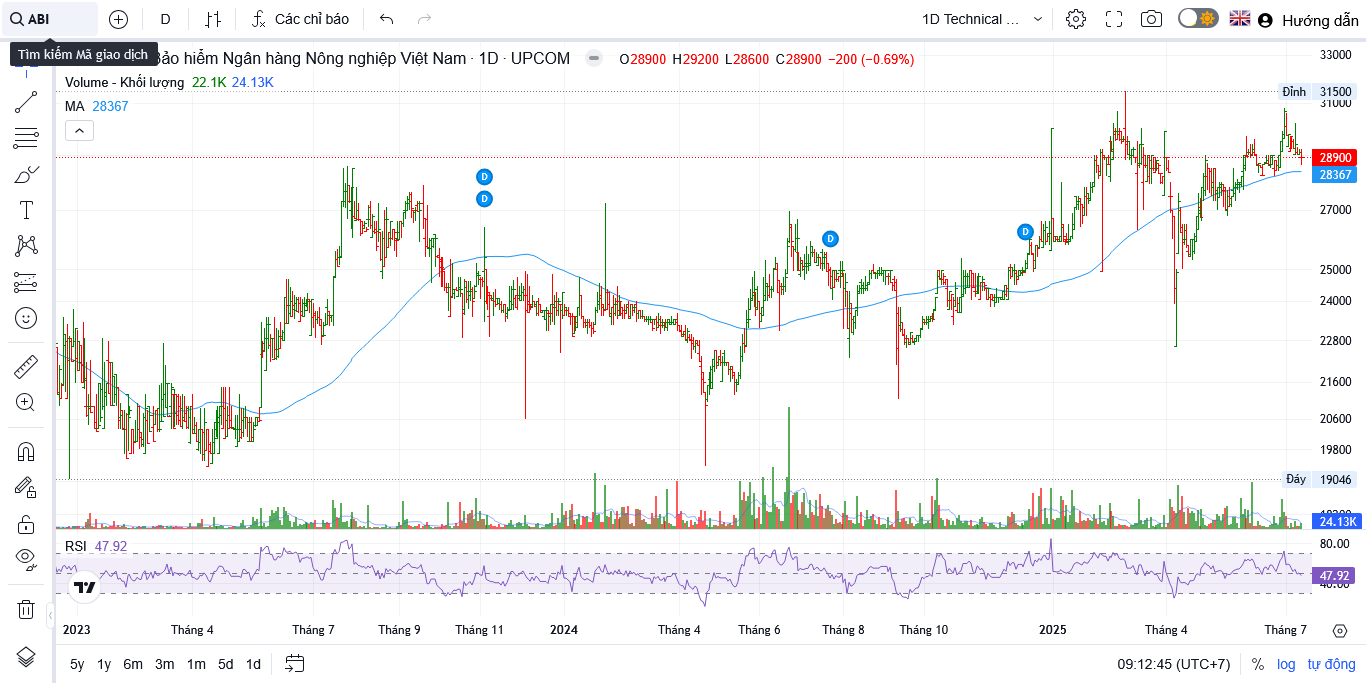 ABI D Các chỉ báo 1D Technical ... Hướng dẫn
Tìm kiếm Mã giao dịch
Bảo hiểm Ngân hàng Nông nghiệp Việt Nam · 1D · UPCOM O28900 H29200 L28600 C28900 −200 (−0.69%)
Volume - Khối lượng 22.1K 24.13K
MA 28367
33000
Đỉnh 31500
31000
28900
28367
D
D
D
D
27000
25000
24000
22800
21600
20600
19800
Đáy 19046
24.13K
RSI 47.92
80.00
47.92
40.00
2023 Tháng 4 Tháng 7 Tháng 9 Tháng 11 2024 Tháng 4 Tháng 6 Tháng 8 Tháng 10 2025 Tháng 4 Tháng 7
5y 1y 6m 3m 1m 5d 1d 09:12:45 (UTC+7) % log tự động